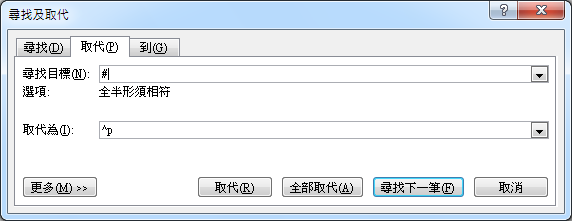 尋找及取代
尋找(D) 取代(P) 到(G)
尋找目標(N): #
選項: 全半形須相符
取代為(I): ^p
更多(M) >> 取代(R) 全部取代(A) 尋找下一筆(F) 取消